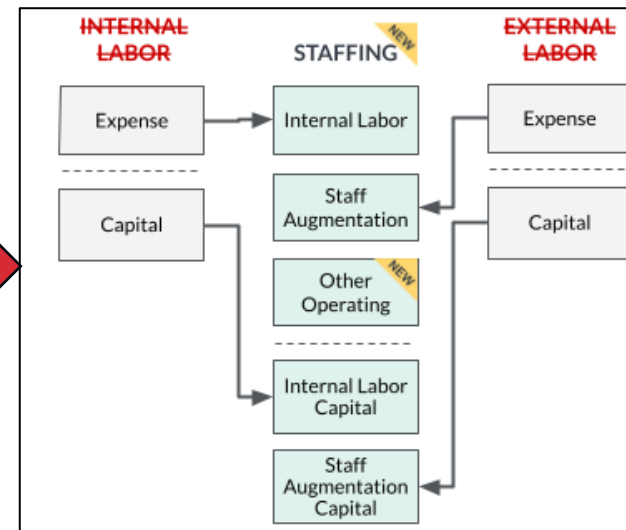 INTERNAL
LABOR
Expense
Capital
STAFFING
NEW
Internal Labor
Staff
Augmentation
Other
Operating
NEW
Internal Labor
Capital
Staff
Augmentation
Capital
EXTERNAL
LABOR
Expense
Capital